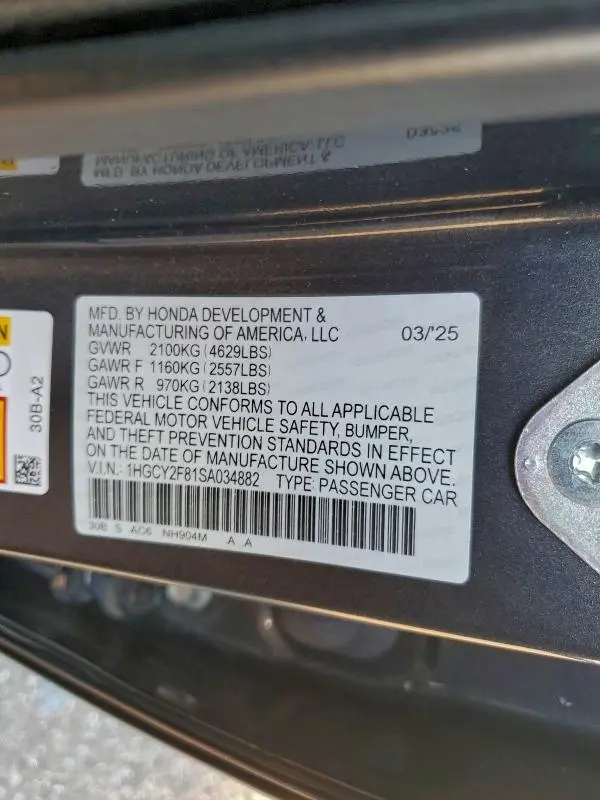 MFD. BY HONDA DEVELOPMENT &
MANUFACTURING OF AMERICA, LLC 03/'25
GVWR 2100KG (4629LBS)
GAWR F 1160KG (2557LBS)
GAWR R 970KG (2138LBS)
THIS VEHICLE CONFORMS TO ALL APPLICABLE
FEDERAL MOTOR VEHICLE SAFETY, BUMPER,
AND THEFT PREVENTION STANDARDS IN EFFECT
ON THE DATE OF MANUFACTURE SHOWN ABOVE.
V.I.N.: 1HGCY2F81SA034882 TYPE: PASSENGER CAR
30B S AC6 NH904M A A
30B-A2